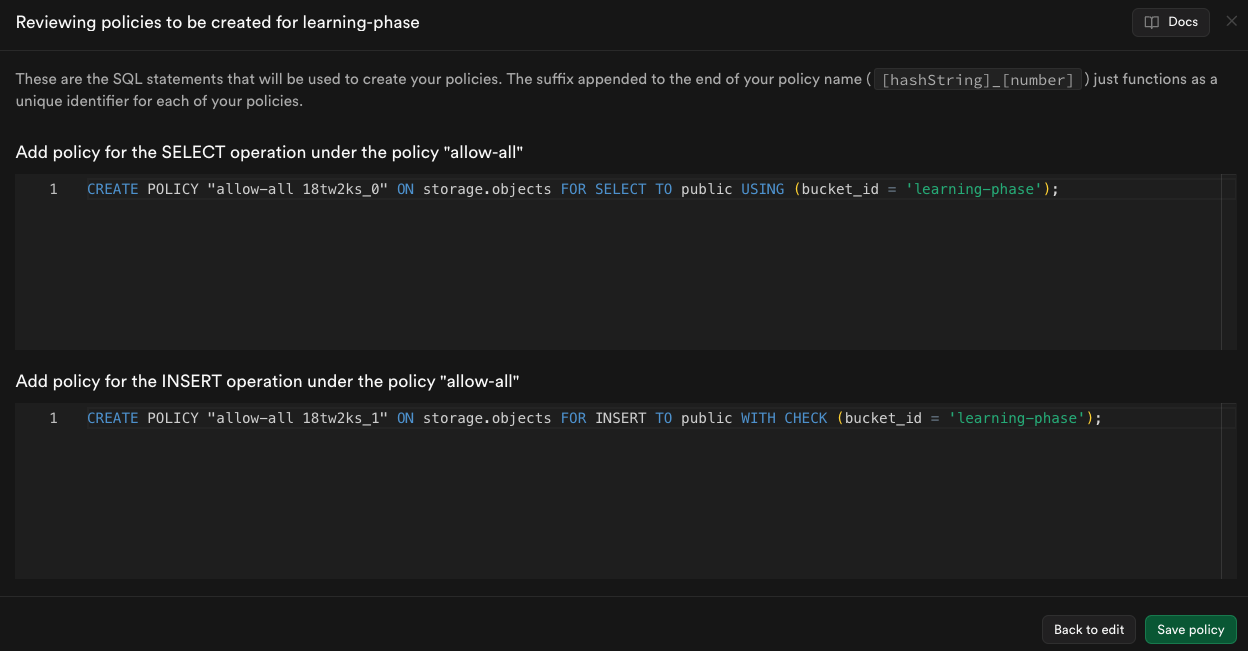 Reviewing policies to be created for learning-phase
Docs
These are the SQL statements that will be used to create your policies. The suffix appended to the end of your policy name ( [hashString]_[number] ) just functions as a
unique identifier for each of your policies.
Add policy for the SELECT operation under the policy "allow-all"
1 CREATE POLICY "allow-all 18tw2ks_0" ON storage.objects FOR SELECT TO public USING (bucket_id = 'learning-phase');
Add policy for the INSERT operation under the policy "allow-all"
1 CREATE POLICY "allow-all 18tw2ks_1" ON storage.objects FOR INSERT TO public WITH CHECK (bucket_id = 'learning-phase');
Back to edit
Save policy